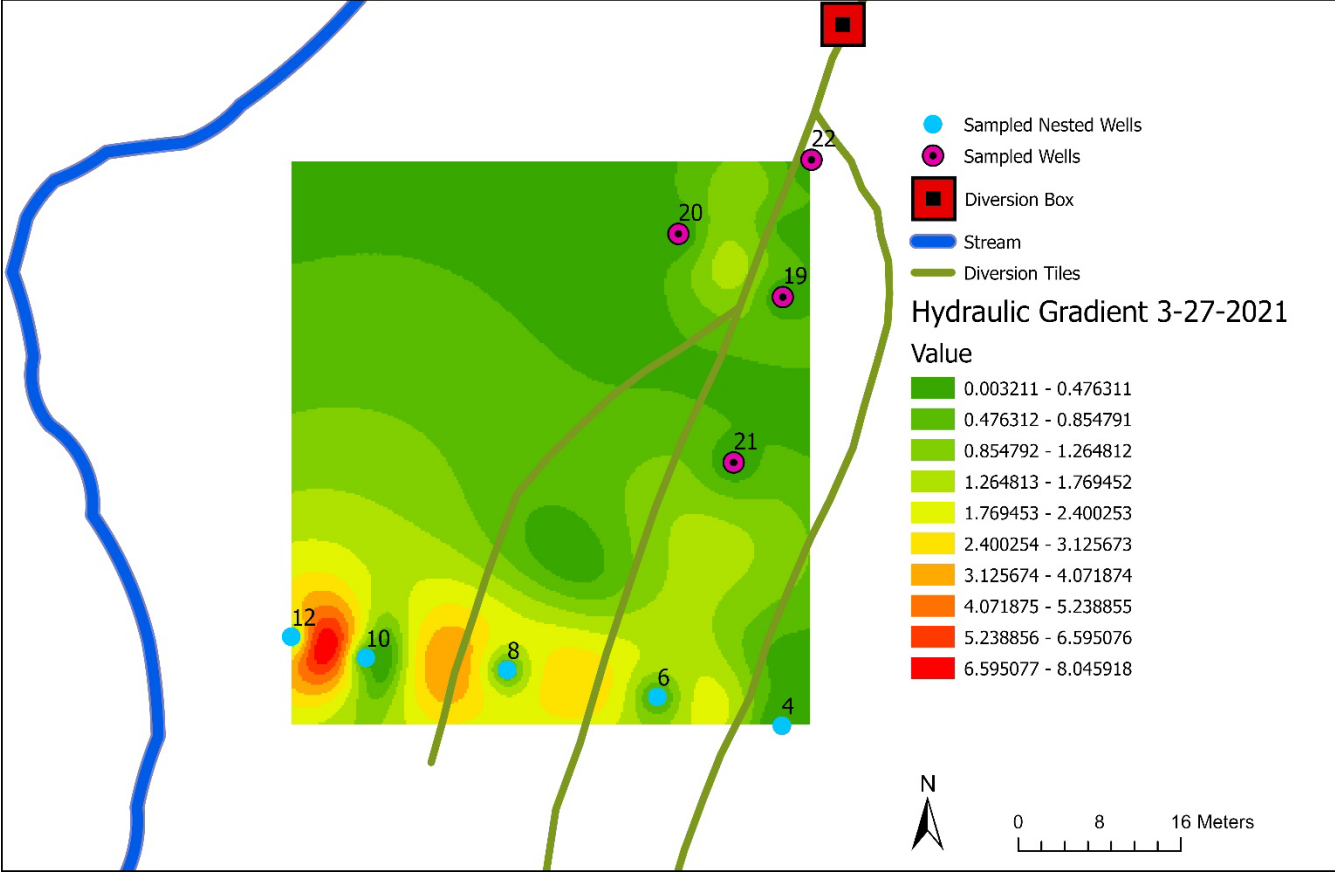 22
20
19
21
12
10
8
6
4
Sampled Nested Wells
Sampled Wells
Diversion Box
Stream
Diversion Tiles
Hydraulic Gradient 3-27-2021
Value
0.003211 - 0.476311
0.476312 - 0.854791
0.854792 - 1.264812
1.264813 - 1.769452
1.769453 - 2.400253
2.400254 - 3.125673
3.125674 - 4.071874
4.071875 - 5.238855
5.238856 - 6.595076
6.595077 - 8.045918
N
0 8 16 Meters